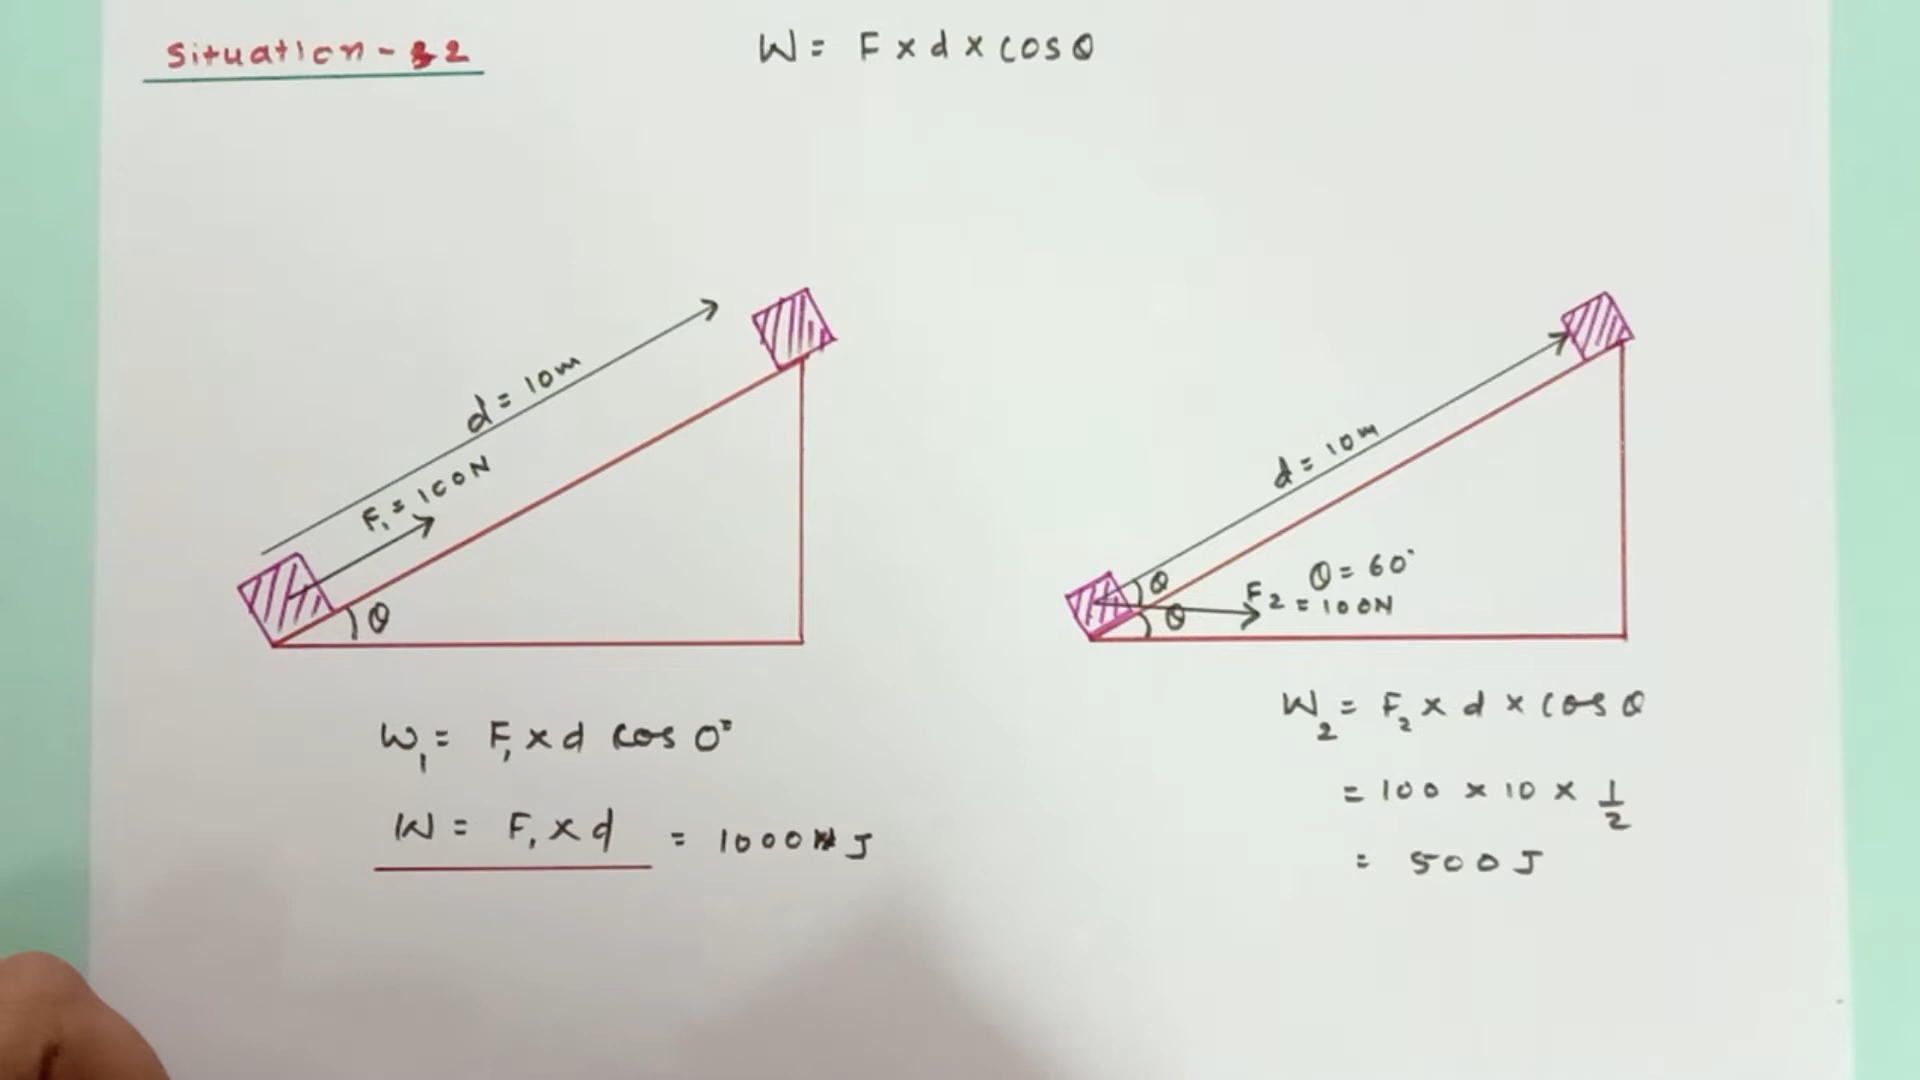 Situation - 2
W = F × d × cos θ
d = 10m
F₁ = 100N
θ
W₁ = F₁ × d cos 0°
W = F₁ × d = 1000 J
d = 10m
θ
θ = 60°
F₂ = 100N
θ
W₂ = F₂ × d × cos θ
= 100 × 10 × 1/2
= 500 J